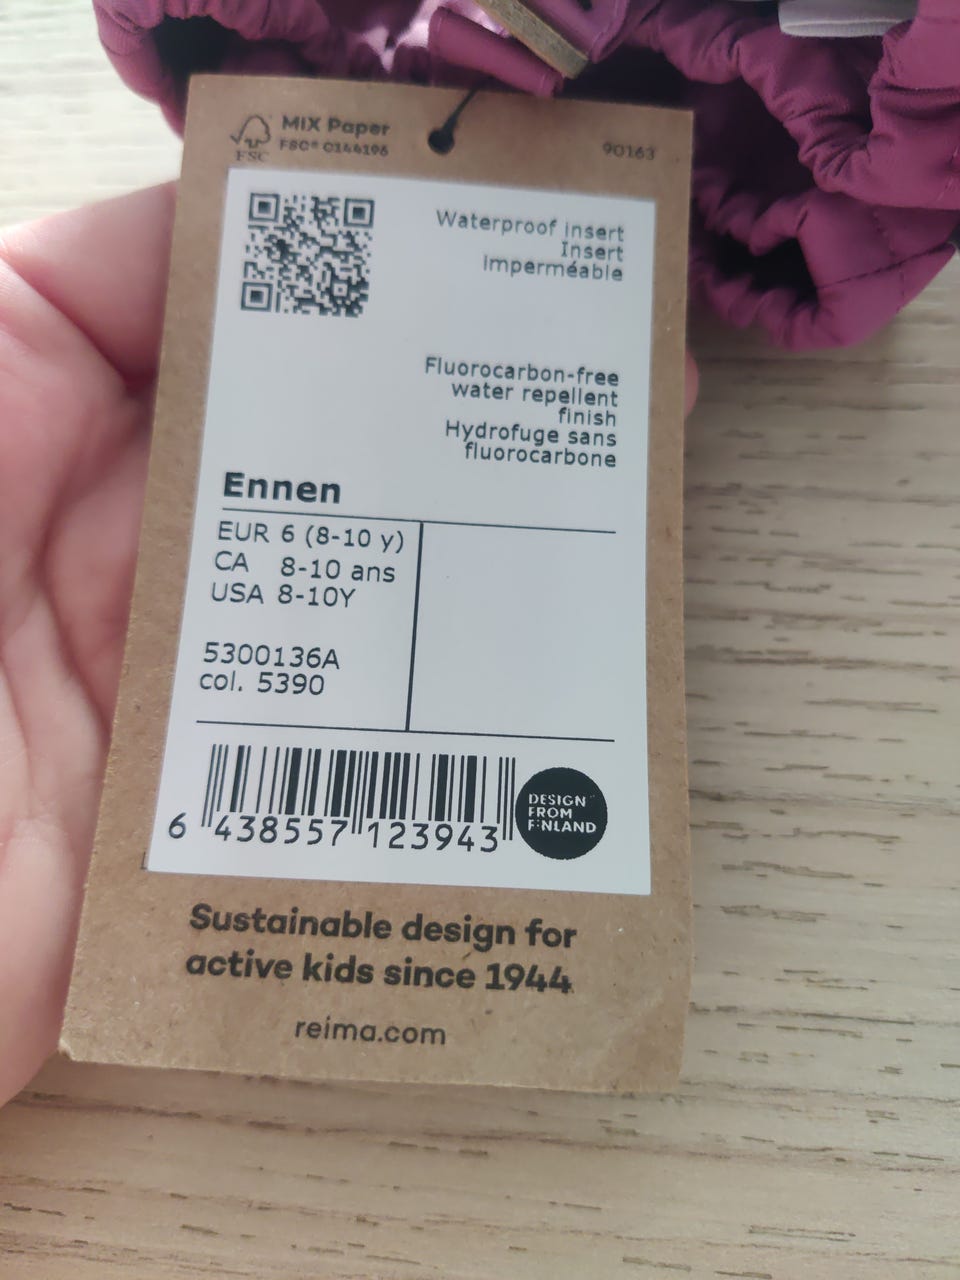 MIX Paper
FSC® C144196
FSC
90163
Waterproof insert
Insert
imperméable
Fluorocarbon-free
water repellent
finish
Hydrofuge sans
fluorocarbone
Ennen
EUR 6 (8-10 y)
CA 8-10 ans
USA 8-10Y
5300136A
col. 5390
6 438557 123943
DESIGN
FROM
FINLAND
Sustainable design for
active kids since 1944
reima.com